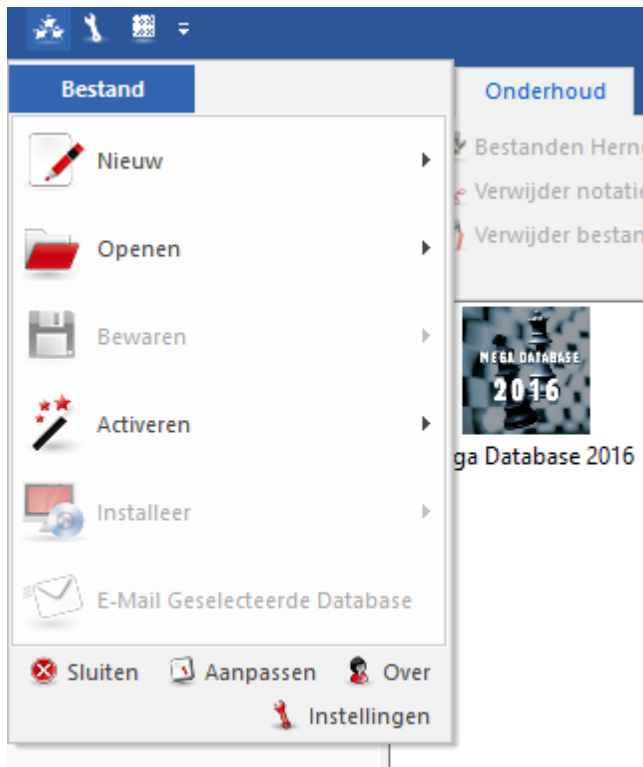 Bestand
Onderhoud
Nieuw
Openen
Bewaren
Activeren
Installeer
E-Mail Geselecteerde Database
Sluiten Aanpassen Over
Instellingen
Bestanden Hern
Verwijder notatie
Verwijder bestan
MEGA DATABASE
2016
ga Database 2016